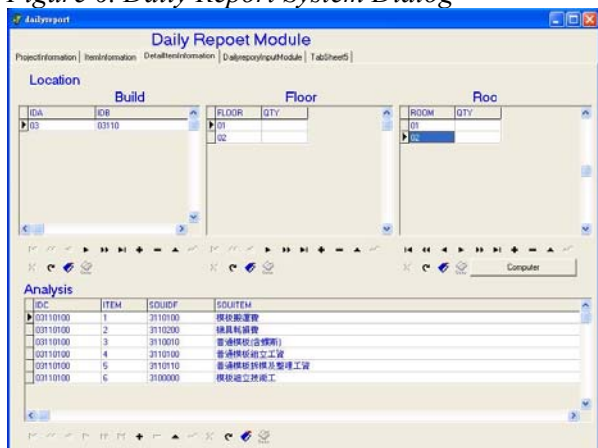 Figure 6. Daily Report System Dialog
dailyreport
Daily Repoet Module
ProjectInformation ItemInformation DetailItemInformation DailyreporyInputModule TabSheet5
Location
Build Floor Roo
IDA IDB FLOOR QTY ROOM QTY
03 03110 01 01
02 02
Computer
Analysis
IDC ITEM SOUIDF SOUITEM
03110100 1 3110100 模板搬運費
03110100 2 3110200 損耗費
03110100 3 3110010 普通模板(含螺斯)
03110100 4 3110100 普通模板組立工資
03110100 5 3110110 普通模板拆模及整理工資
03110100 6 3100000 模板組立技術工